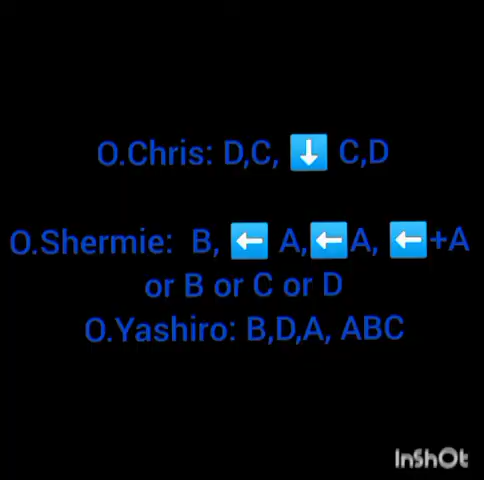 O.Chris: D,C, ⬇️ C,D
O.Shermie: B, ⬅️ A,⬅️A, ⬅️+A
or B or C or D
O.Yashiro: B,D,A, ABC
InShOt